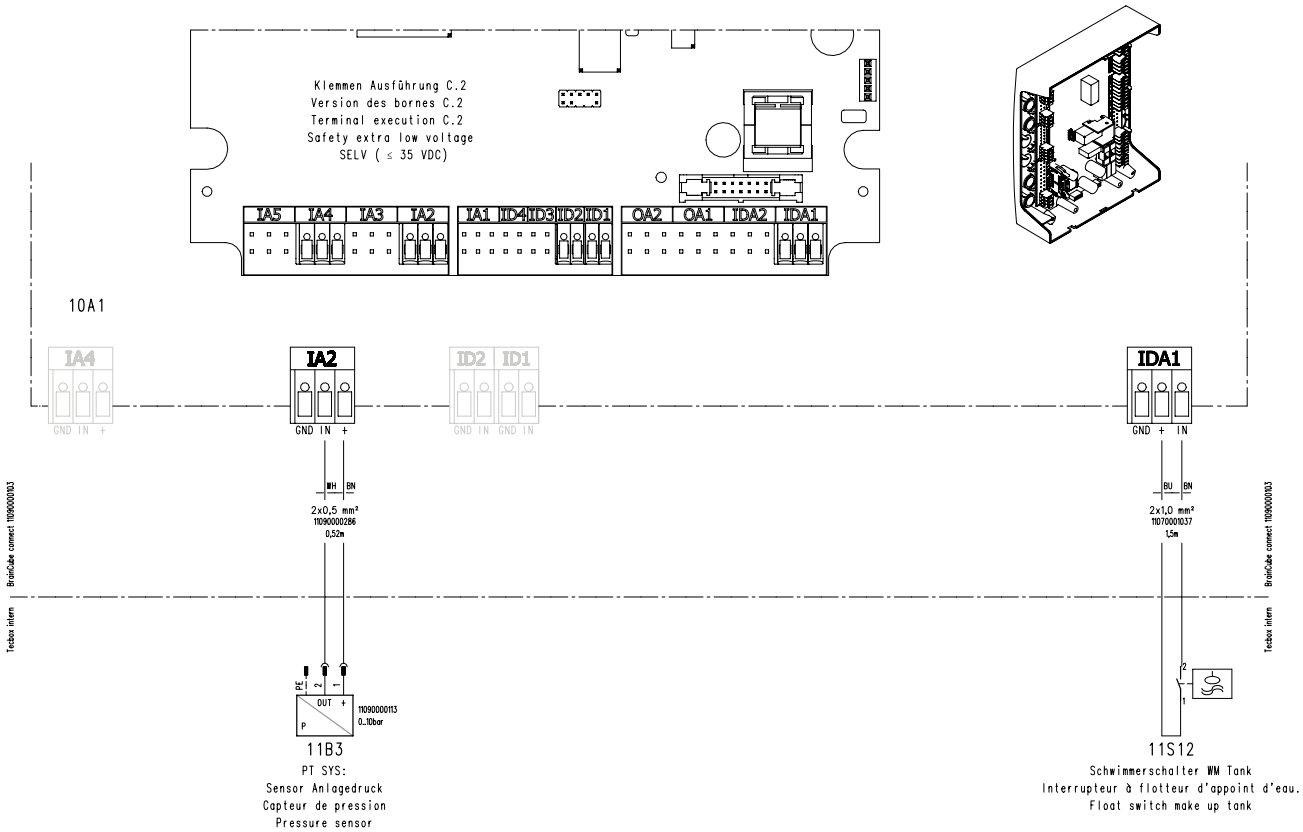 Klemmen Ausführung C.2
Version des bornes C.2
Terminal execution C.2
Safety extra low voltage
SELV ( ≤ 35 VDC)
IA5 IA4 IA3 IA2 IA1 ID4 ID3 ID2 ID1 OA2 OA1 IDA2 IDA1
10A1
IA4 IA2 ID2 ID1 IDA1
GND IN + GND IN + GND IN GND IN GND + IN
WH BN
2x0,5 mm²
11090000286
0,52m
BU BN
2x1,0 mm²
11070001037
1,5m
BrainCube connect 11090000103
Tecbox intern
BrainCube connect 11090000103
Tecbox intern
PE 2 1
OUT +
P
11090000113
0..10bar
2
1
11B3
PT SYS:
Sensor Anlagedruck
Capteur de pression
Pressure sensor
11S12
Schwimmerschalter WM Tank
Interrupteur à flotteur d'appoint d'eau.
Float switch make up tank